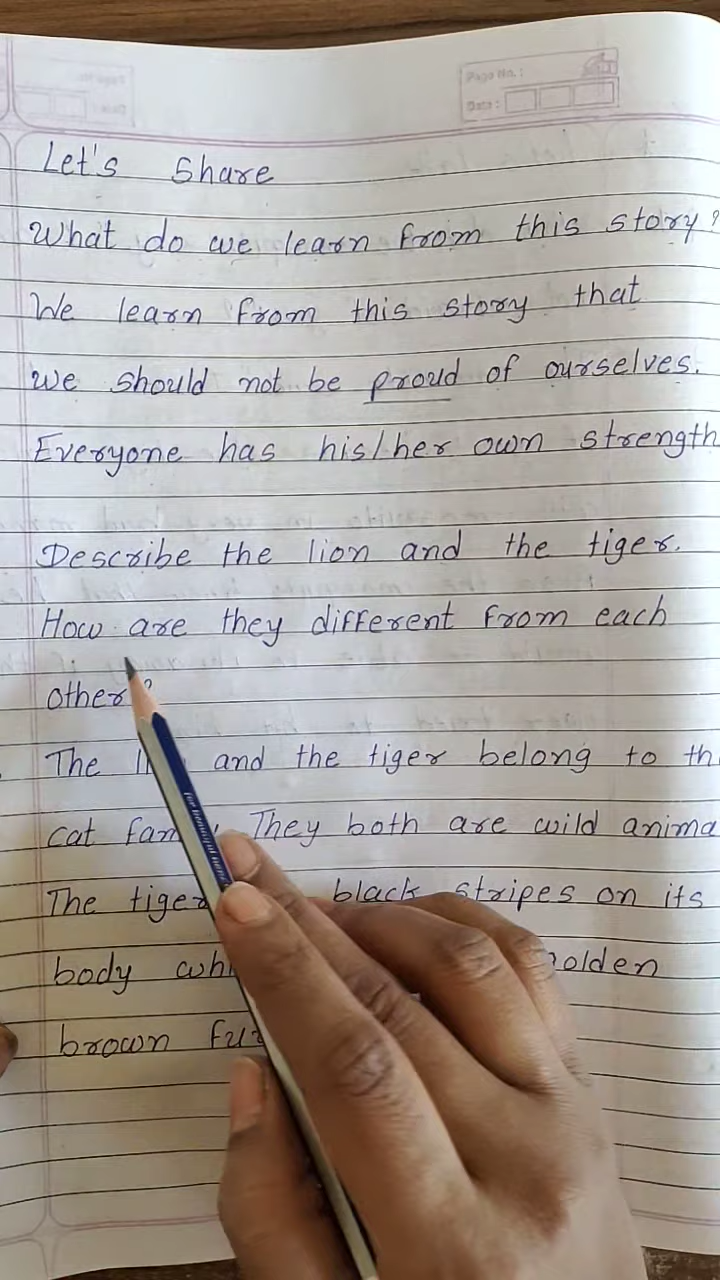 Page No. :
Date :
Let's Share
What do we learn from this story?
We learn from this story that
we should not be proud of ourselves.
Everyone has his/her own strength
Describe the lion and the tiger.
How are they different from each
other?
The and the tiger belong to
cat They both are wild
The black stripes on its
body
brown